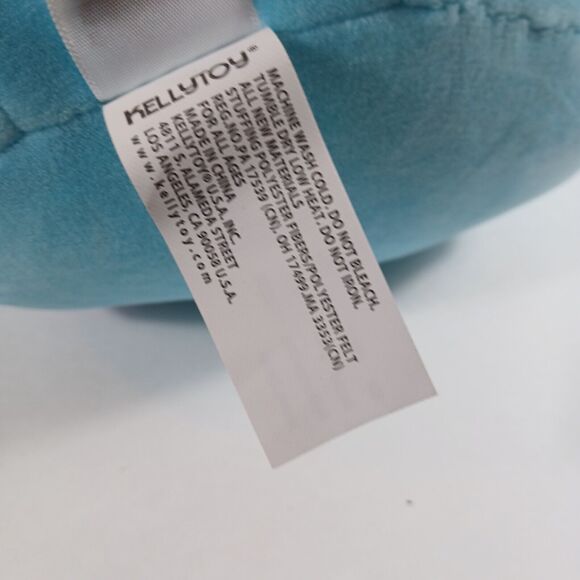 KELLYTOY®
MACHINE WASH COLD. DO NOT BLEACH.
TUMBLE DRY LOW HEAT. DO NOT IRON.
ALL NEW MATERIALS
STUFFING POLYESTER FIBERS/POLYESTER FELT
REG.NO.PA 17539 (CN), OH 17499.MA 3353(CN)
FOR ALL AGES
MADE IN CHINA
KELLYTOY® U.S.A. INC.
4811 S. ALAMEDA STREET
LOS ANGELES, CA 90058 U.S.A.
www.kellytoy.com